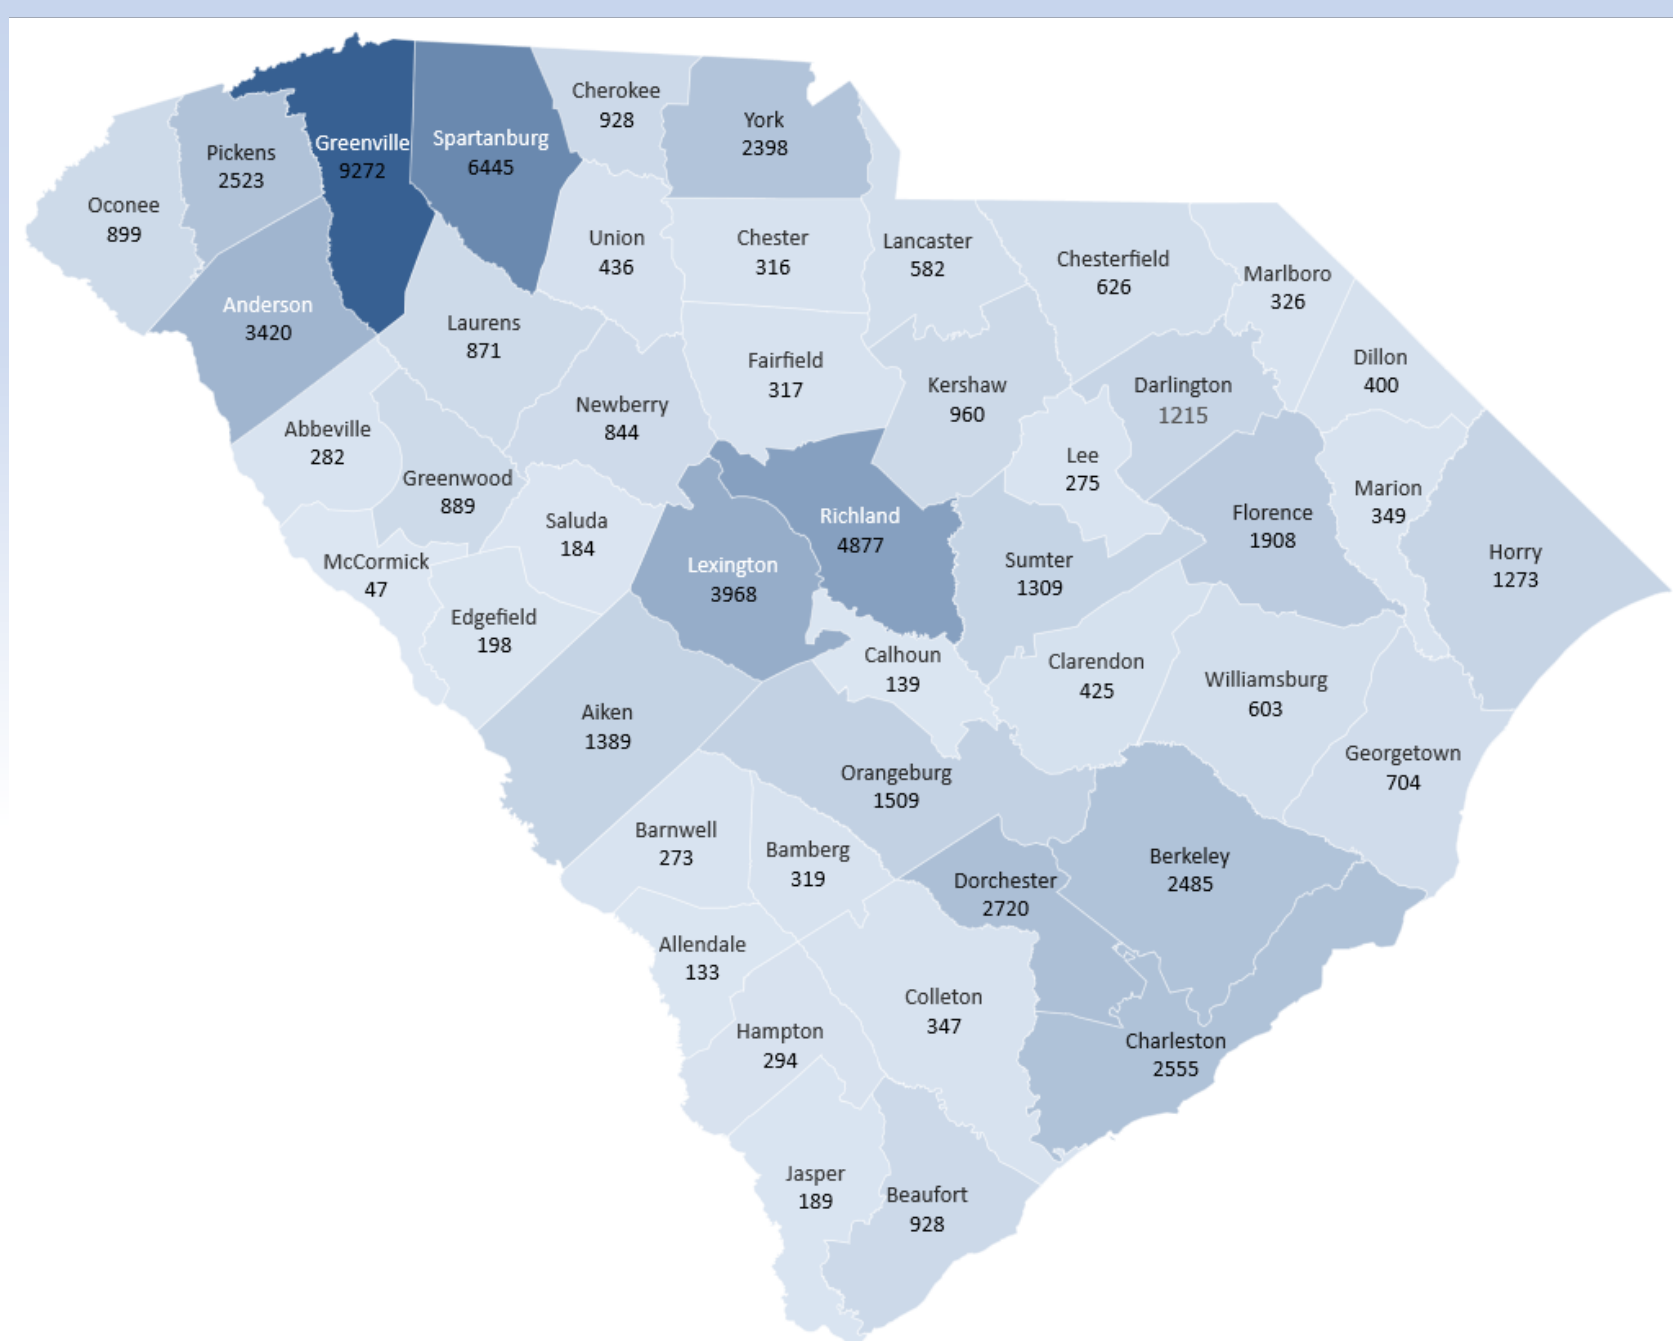 Cherokee
928
York
2398
Greenville
9272
Spartanburg
6445
Pickens
2523
Oconee
899
Union
436
Chester
316
Lancaster
582
Chesterfield
626
Marlboro
326
Anderson
3420
Laurens
871
Fairfield
317
Kershaw
960
Darlington
1215
Dillon
400
Newberry
844
Abbeville
282
Greenwood
889
Lee
275
Marion
349
Saluda
184
Richland
4877
Florence
1908
McCormick
47
Lexington
3968
Sumter
1309
Horry
1273
Edgefield
198
Calhoun
139
Clarendon
425
Williamsburg
603
Aiken
1389
Orangeburg
1509
Georgetown
704
Barnwell
273
Bamberg
319
Dorchester
2720
Berkeley
2485
Allendale
133
Colleton
347
Hampton
294
Charleston
2555
Jasper
189
Beaufort
928